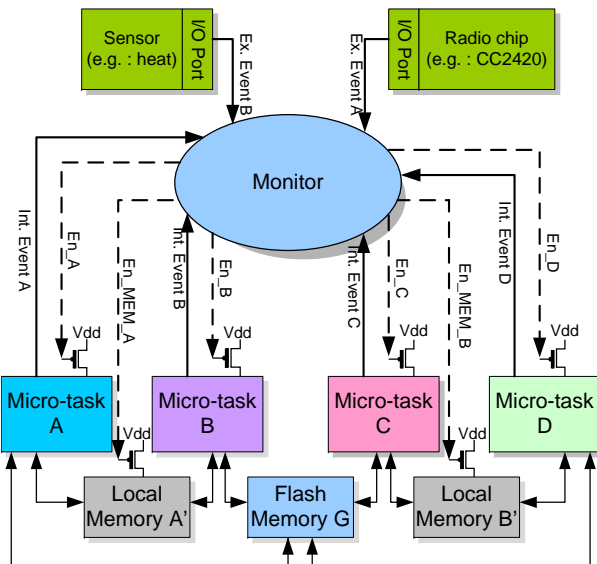 Sensor
(e.g. : heat)
I/O Port
Ex. Event B
Ex. Event A
I/O Port
Radio chip
(e.g. : CC2420)
Monitor
Int. Event A
En_A
En_MEM_A
Int. Event B
En_B
Int. Event C
En_C
En_MEM_B
Int. Event D
En_D
Vdd
Vdd
Vdd
Vdd
Micro-task
A
Micro-task
B
Micro-task
C
Micro-task
D
Vdd
Vdd
Local
Memory A'
Flash
Memory G
Local
Memory B'